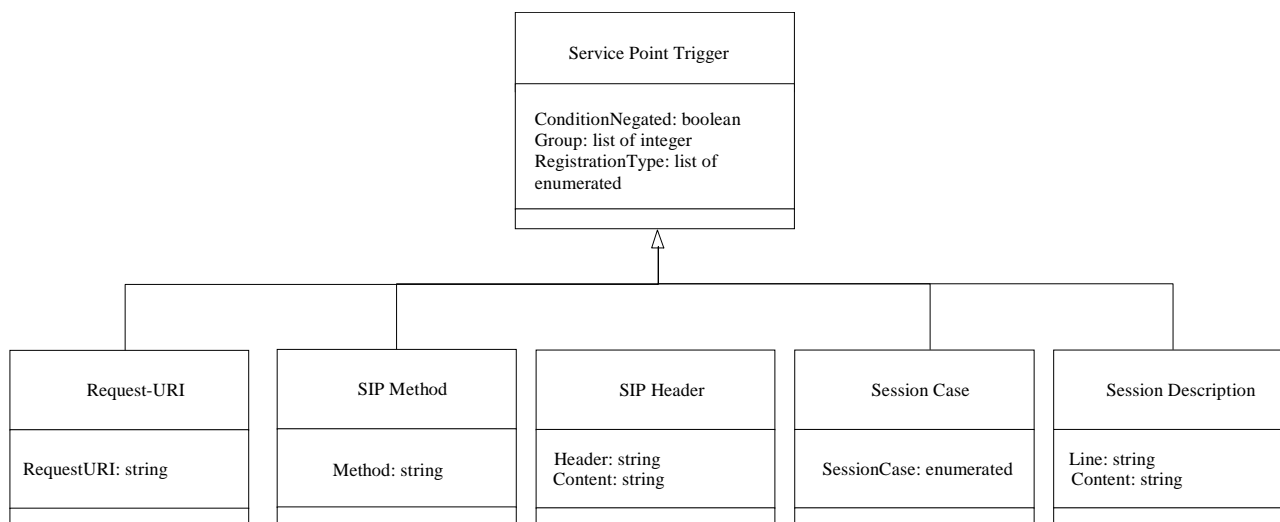 Service Point Trigger
ConditionNegated: boolean
Group: list of integer
RegistrationType: list of
enumerated
Request-URI
RequestURI: string
SIP Method
Method: string
SIP Header
Header: string
Content: string
Session Case
SessionCase: enumerated
Session Description
Line: string
Content: string